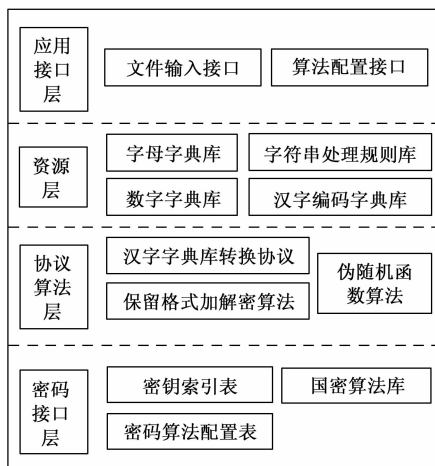 应用
接口
层
文件输入接口
算法配置接口
资源
层
字母字典库
字符串处理规则库
数字字典库
汉字编码字典库
协议
算法
层
汉字字典库转换协议
保留格式加解密算法
伪随机函
数算法
密码
接口
层
密钥索引表
国密算法库
密码算法配置表